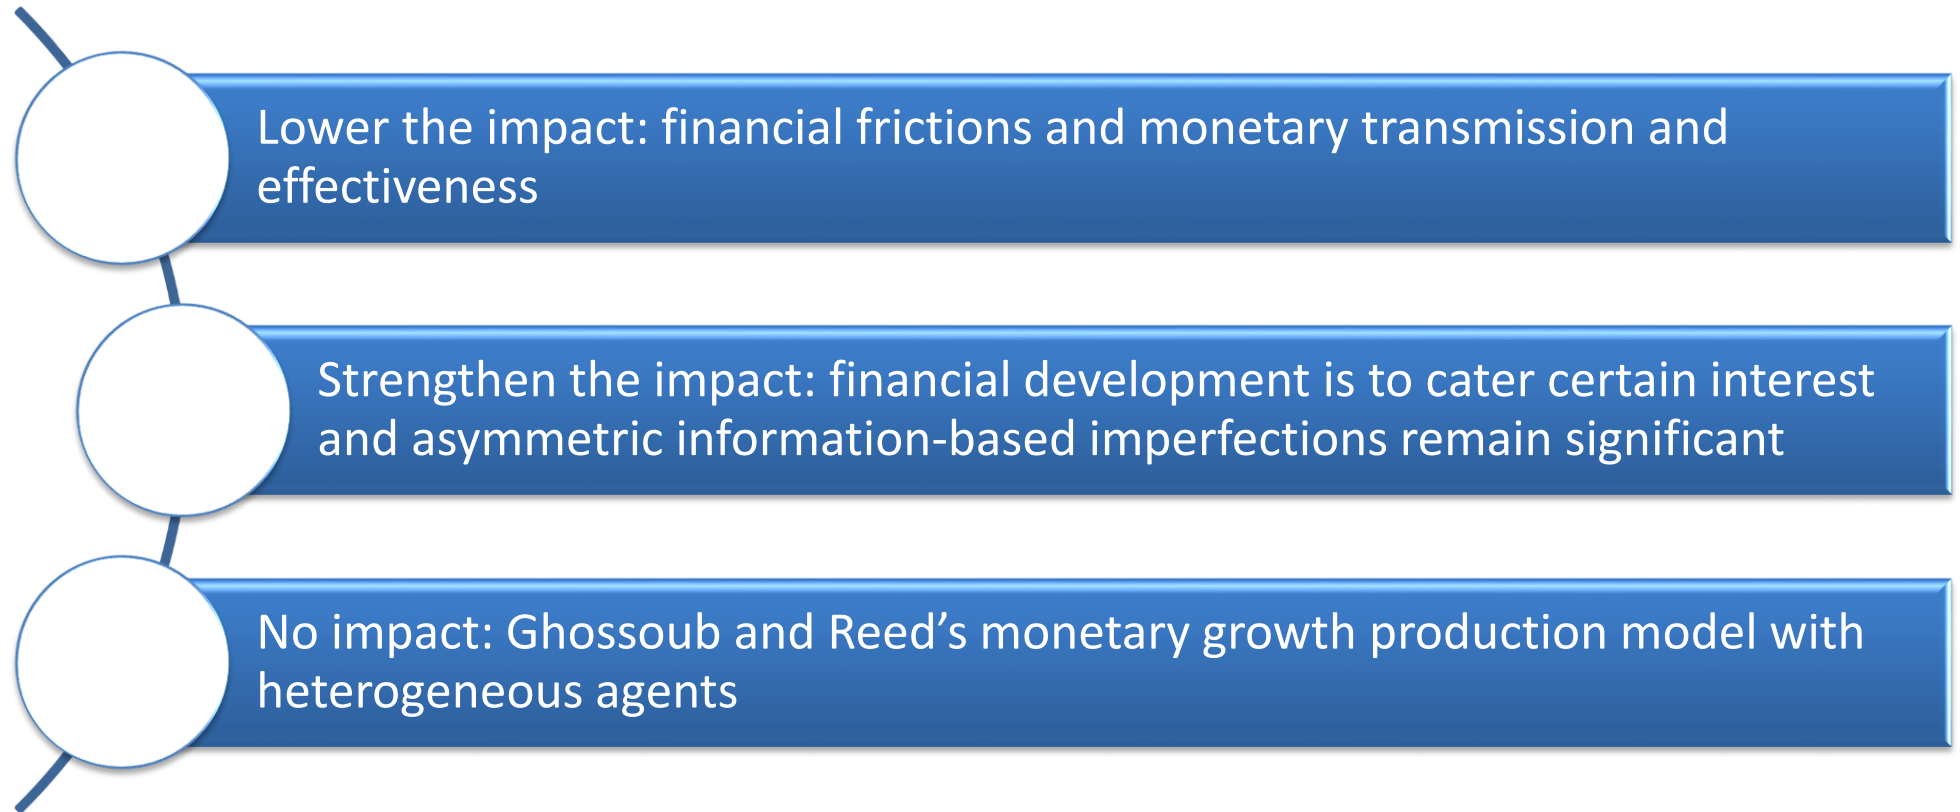 Lower the impact: financial frictions and monetary transmission and
effectiveness
Strengthen the impact: financial development is to cater certain interest
and asymmetric information-based imperfections remain significant
No impact: Ghossoub and Reed’s monetary growth production model with
heterogeneous agents